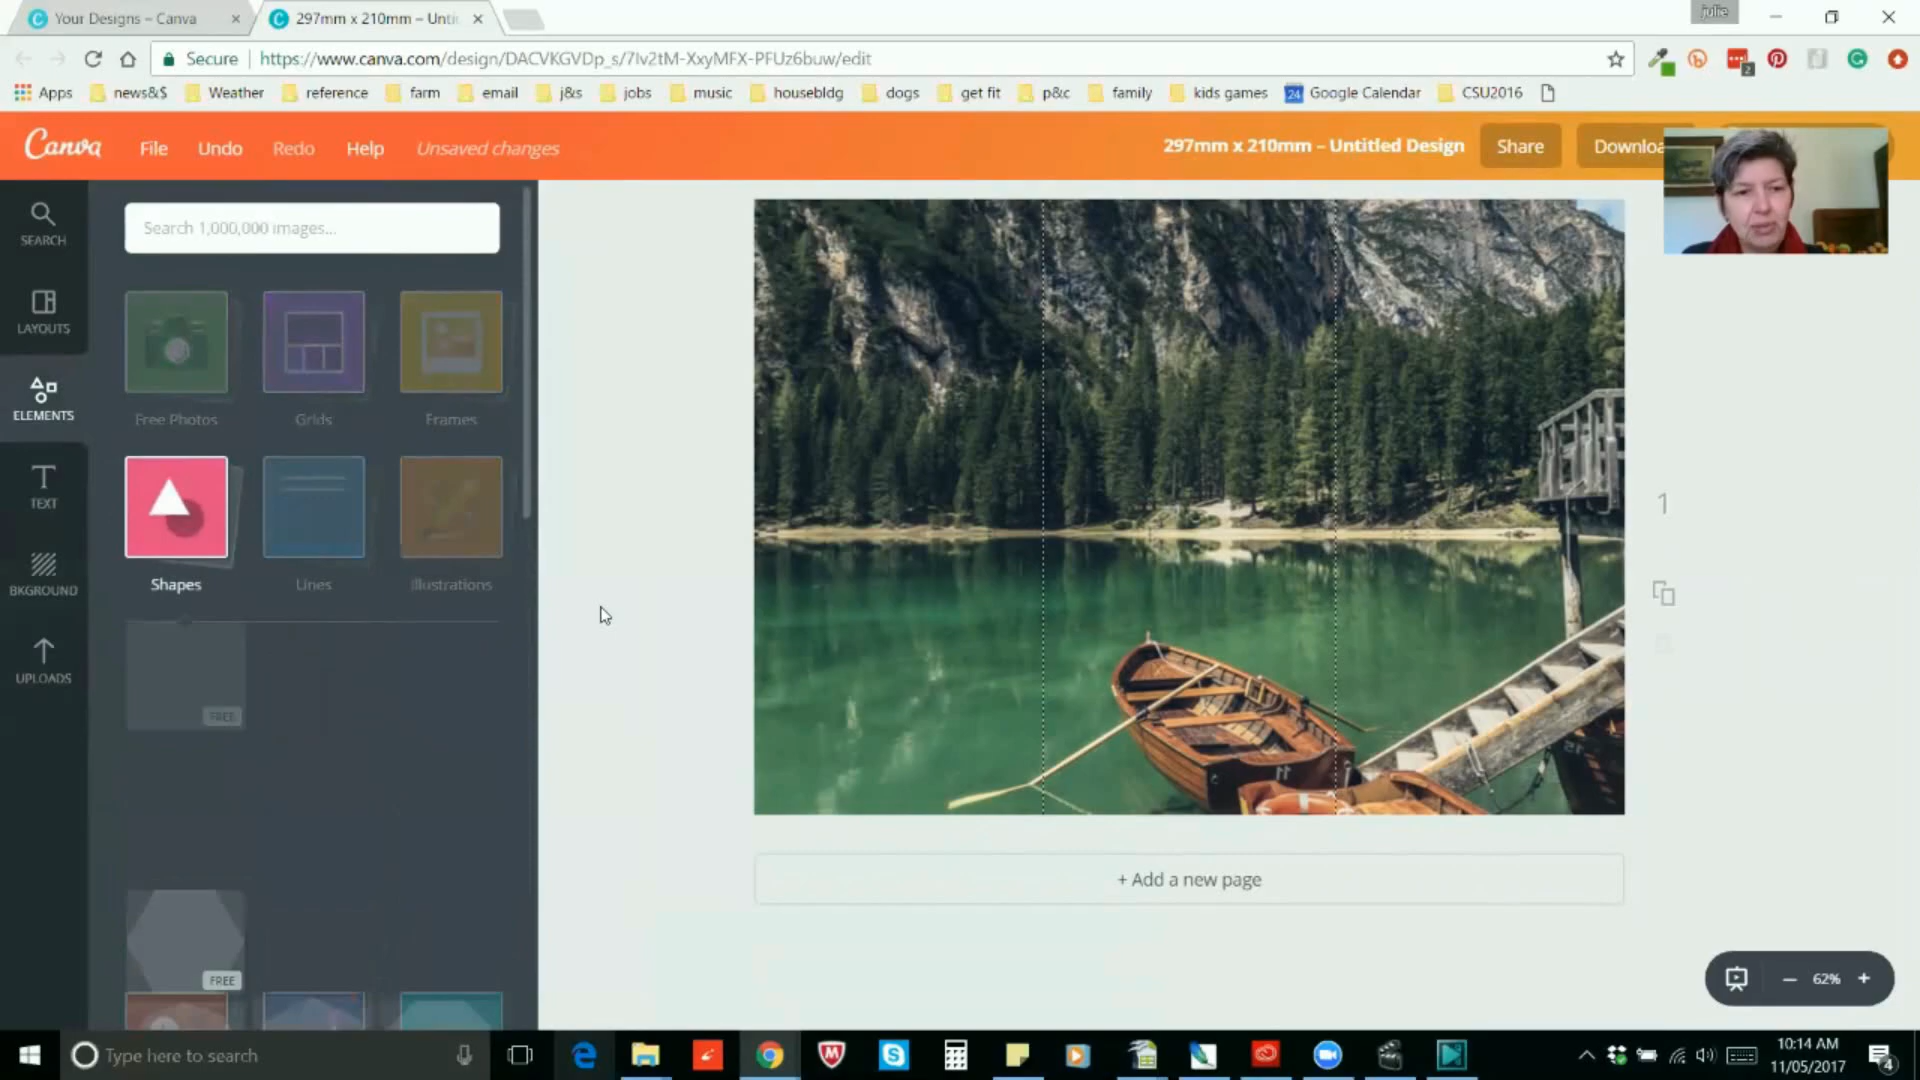 Your Designs – Canva
297mm x 210mm – Unti
julie
Secure
https://www.canva.com/design/DACVKGVDp_s/7Iv2tM-XxyMFX-PFUz6buw/edit
2
Apps
news&$
Weather
reference
farm
email
j&s
jobs
music
housebldg
dogs
get fit
p&c
family
kids games
24
Google Calendar
CSU2016
Canva
File
Undo
Redo
Help
Unsaved changes
297mm x 210mm – Untitled Design
Share
Downloa
SEARCH
LAYOUTS
ELEMENTS
TEXT
BKGROUND
UPLOADS
Search 1,000,000 images...
Free Photos
Grids
Frames
Shapes
Lines
Illustrations
FREE
FREE
11
1
+ Add a new page
62%
Type here to search
10:14 AM
11/05/2017
4